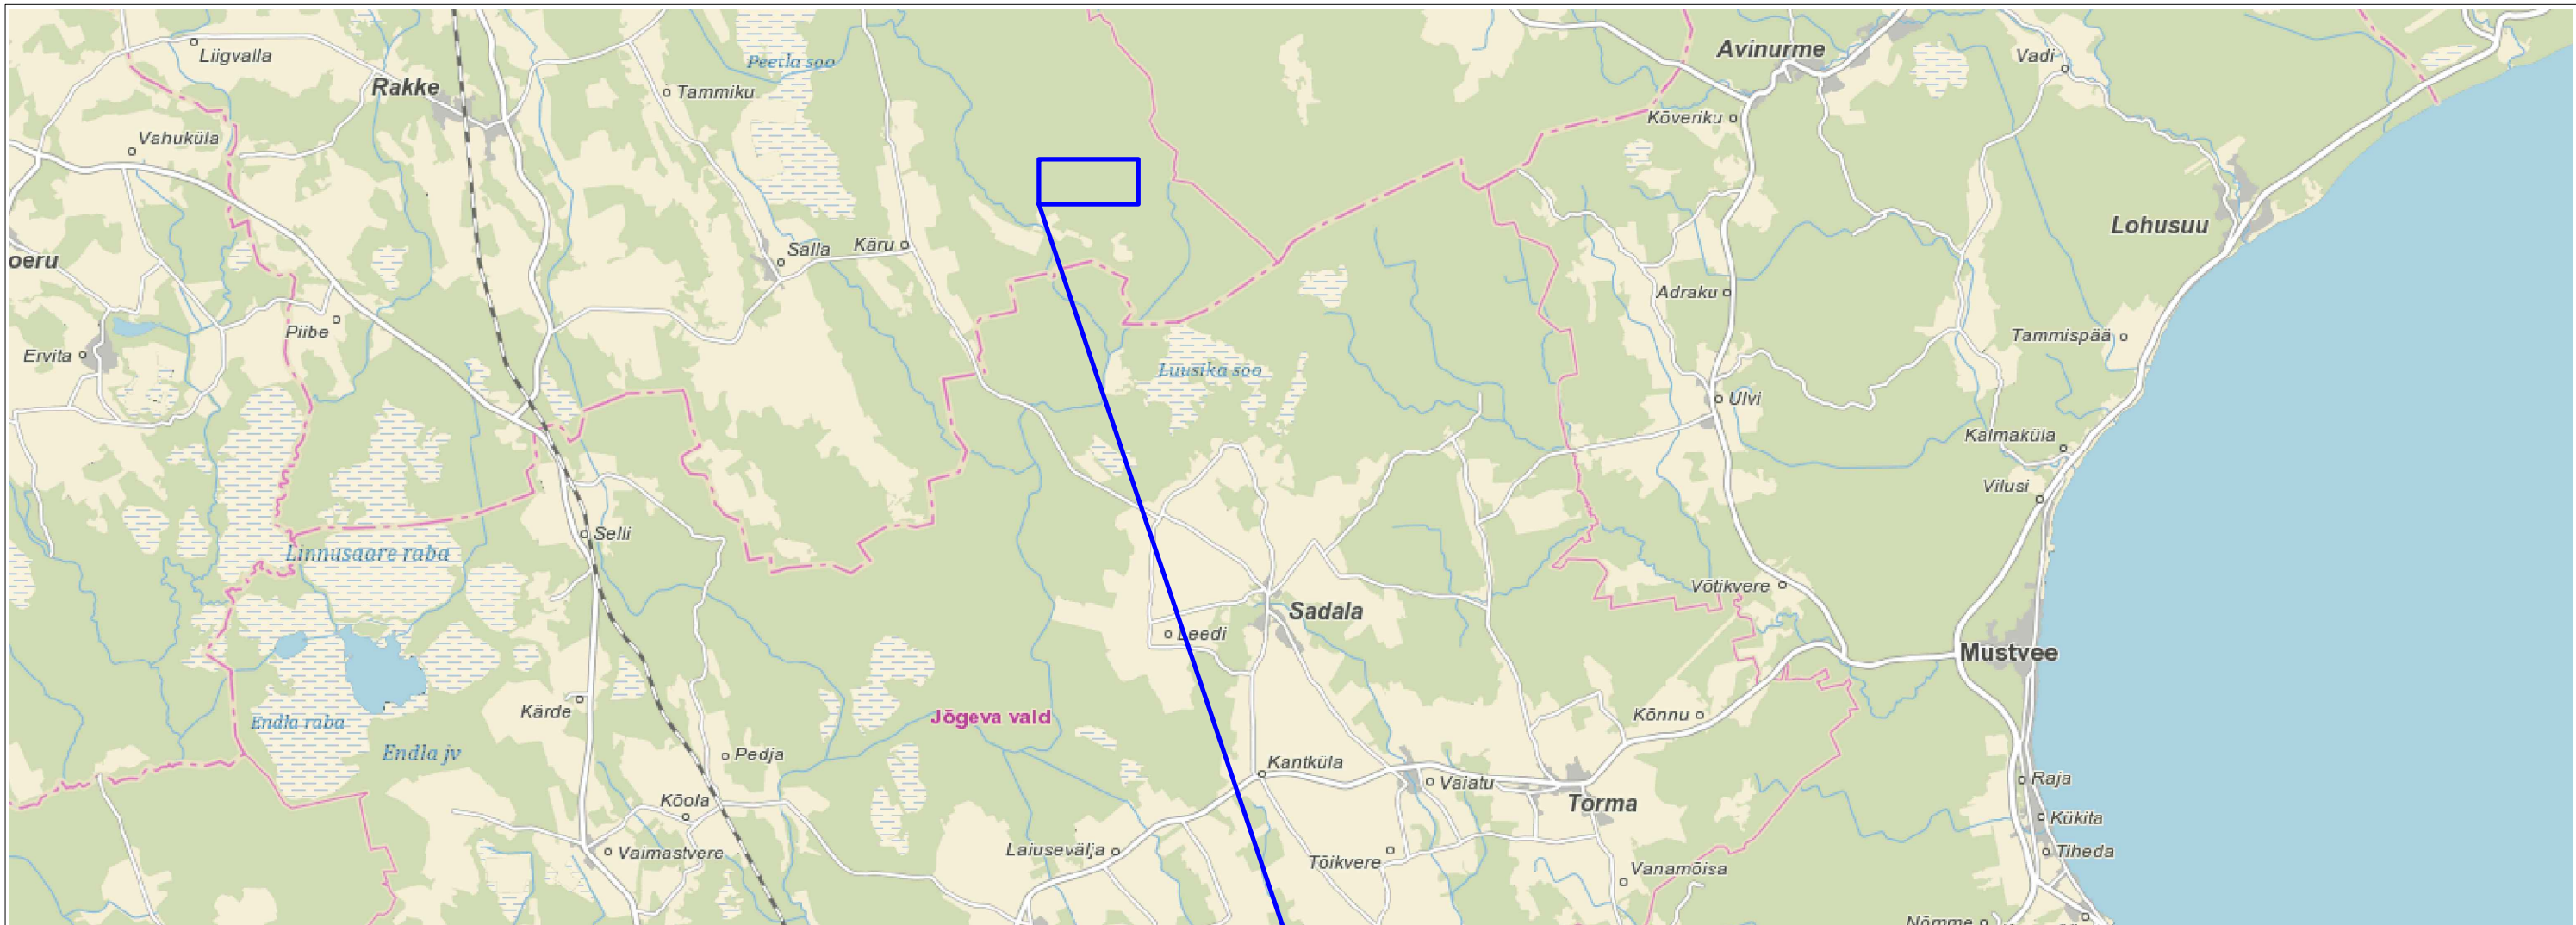 Liigvalla
Rakke
Tammiku
Peetla soo
Avinurme
Vadi
Vahuküla
Kõveriku
Lohusuu
oeru
Salla
Käru
Piibe
Ervita
Adraku
Tammispää
Luusika soo
Ulvi
Kalmaküla
Vilusi
Selli
Linnusaare raba
Võtikvere
Sadala
Leedi
Mustvee
Kärde
Endla raba
Endla jv
Jõgeva vald
Kõnnu
Pedja
Kantküla
Vaiatu
Raja
Kõola
Torma
Kükita
Vaimastvere
Laiusevälja
Tõikvere
Tiheda
Vanamõisa
Nõmme